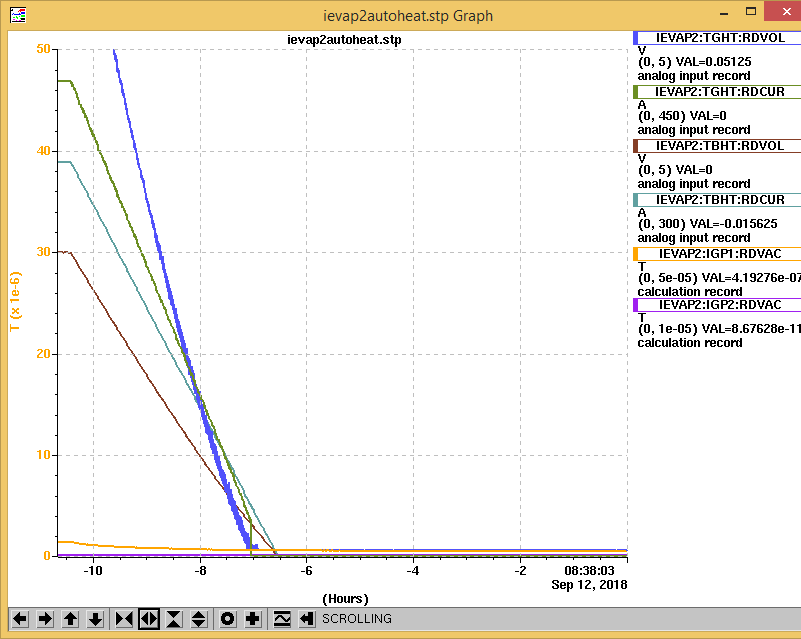 ievap2autoheat.stp Graph
ievap2autoheat.stp
50
40
30
20
10
0
T (x 1e-6)
-10
-8
-6
-4
-2
08:38:03
Sep 12, 2018
(Hours)
IEVAP2:TGHT:RDVOL
V
(0, 5) VAL=0.05125
analog input record
IEVAP2:TGHT:RDCUR
A
(0, 450) VAL=0
analog input record
IEVAP2:TBHT:RDVOL
V
(0, 5) VAL=0
analog input record
IEVAP2:TBHT:RDCUR
A
(0, 300) VAL=-0.015625
analog input record
IEVAP2:IGP1:RDVAC
T
(0, 5e-05) VAL=4.19276e-07
calculation record
IEVAP2:IGP2:RDVAC
T
(0, 1e-05) VAL=8.67628e-11
calculation record
SCROLLING